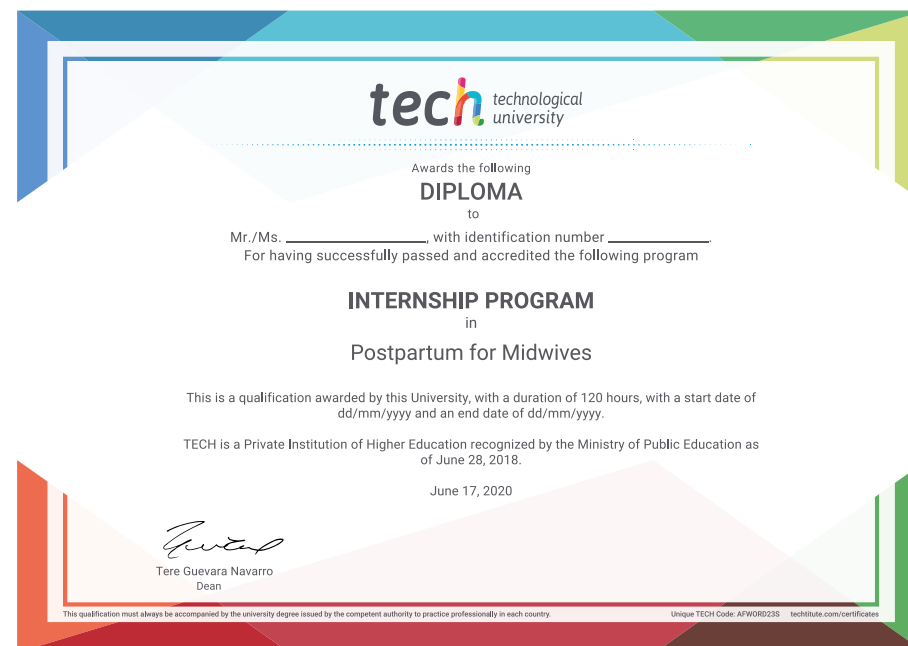 tech technological
university
Awards the following
DIPLOMA
to
Mr./Ms. ____________, with identification number ____________.
For having successfully passed and accredited the following program
INTERNSHIP PROGRAM
in
Postpartum for Midwives
This is a qualification awarded by this University, with a duration of 120 hours, with a start date of
dd/mm/yyyy and an end date of dd/mm/yyyy.
TECH is a Private Institution of Higher Education recognized by the Ministry of Public Education as
of June 28, 2018.
June 17, 2020
Tere Guevara Navarro
Dean
This qualification must always be accompanied by the university degree issued by the competent authority to practice professionally in each country. Unique TECH Code: AFWORD23S techtitute.com/certificates